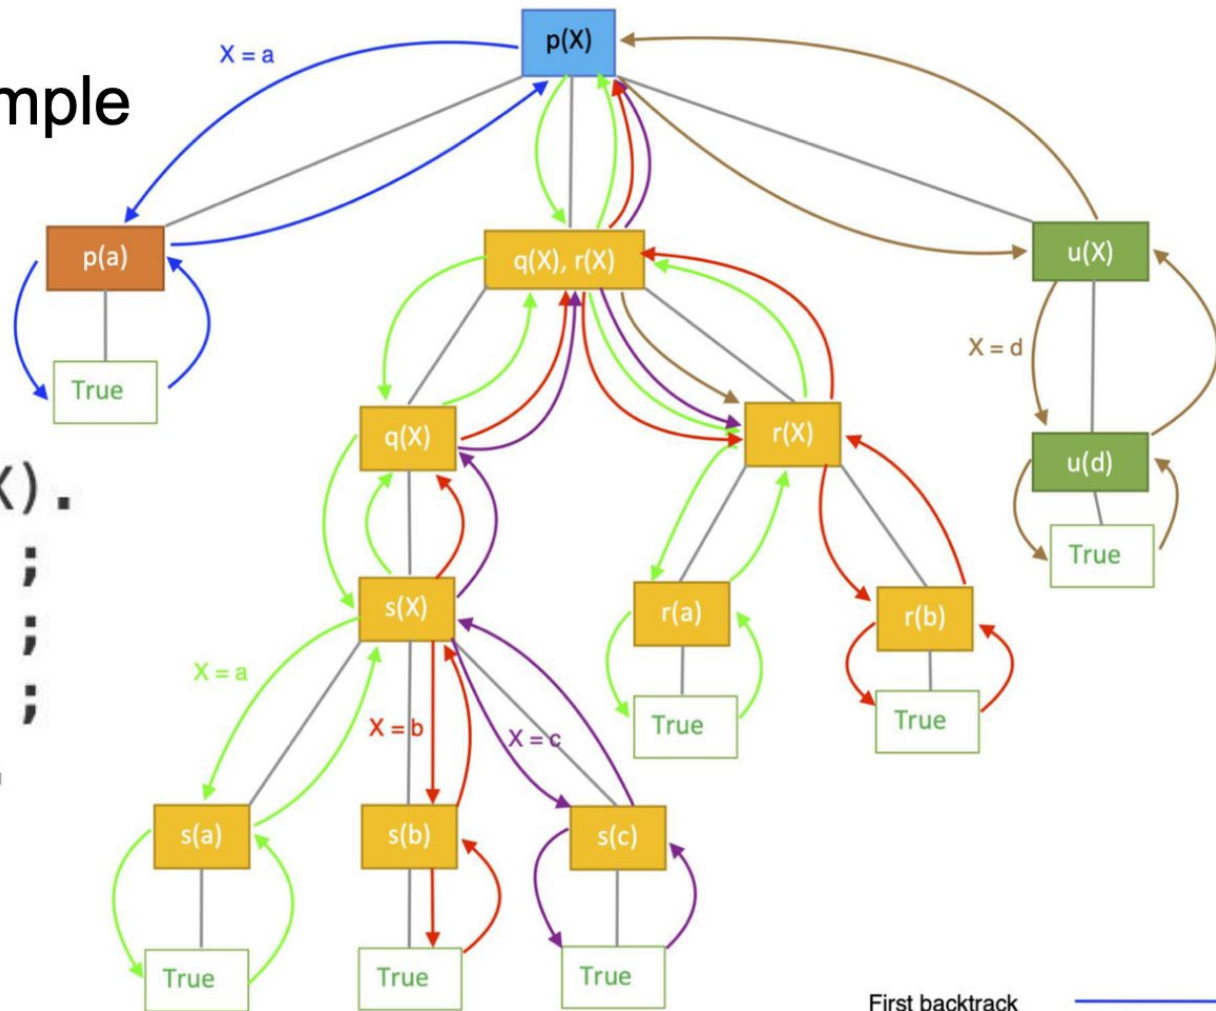 p(X)
X = a
mple
p(a)
q(X), r(X)
u(X)
X = d
True
q(X)
r(X)
u(d)
X).
;
True
s(X)
r(a)
r(b)
;
X = a
;
True
True
X = b
X = c
s(a)
s(b)
s(c)
True
True
True
First backtrack